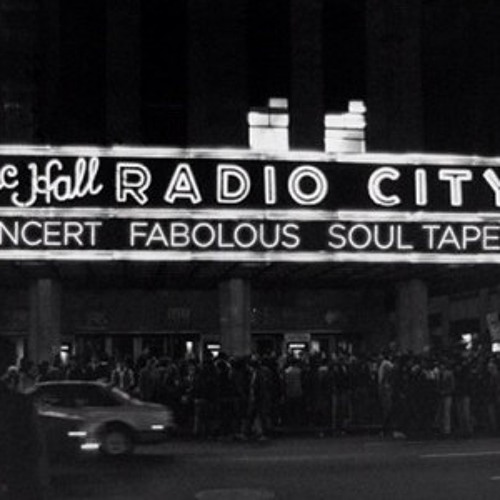 c Hall RADIO CITY
NCERT FABOLOUS SOUL TAPE